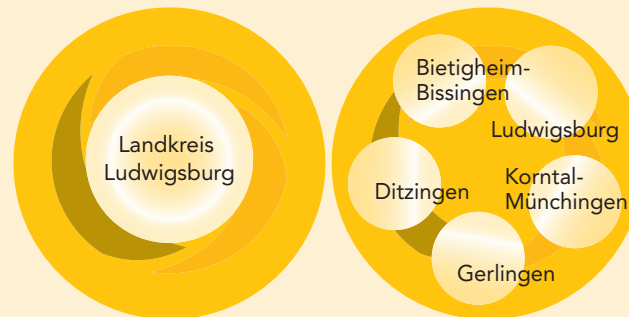 Landkreis
Ludwigsburg
Bietigheim-
Bissingen
Ludwigsburg
Ditzingen
Korntal-
Münchingen
Gerlingen